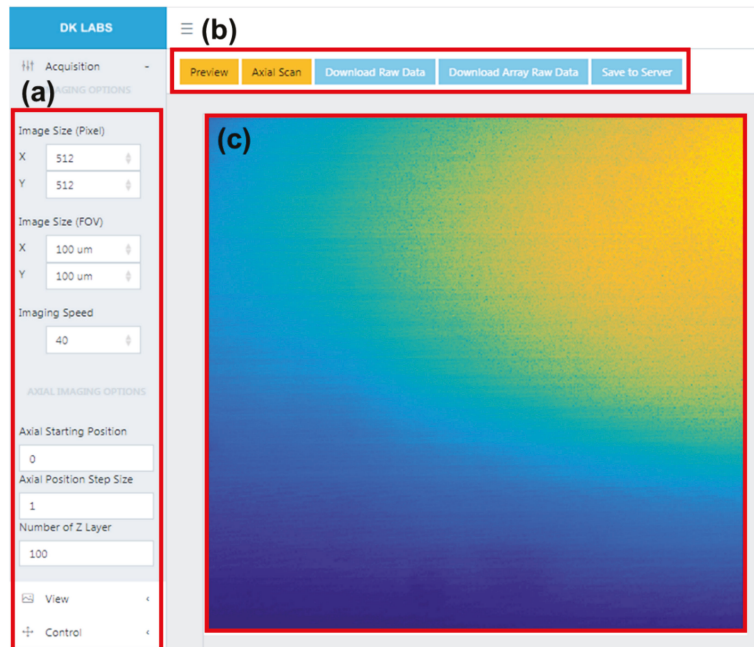 DK LABS
(b)
Acquisition
(a)
IMAGING OPTIONS
Preview
Axial Scan
Download Raw Data
Download Array Raw Data
Save to Server
(c)
Image Size (Pixel)
X 512
Y 512
Image Size (FOV)
X 100 um
Y 100 um
Imaging Speed
40
AXIAL IMAGING OPTIONS
Axial Starting Position
0
Axial Position Step Size
1
Number of Z Layer
100
View
Control